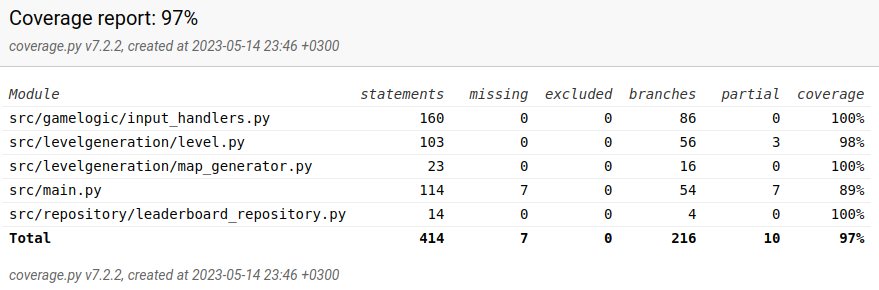 Coverage report: 97%
coverage.py v7.2.2, created at 2023-05-14 23:46 +0300
Module statements missing excluded branches partial coverage
src/gamelogic/input_handlers.py 160 0 0 86 0 100%
src/levelgeneration/level.py 103 0 0 56 3 98%
src/levelgeneration/map_generator.py 23 0 0 16 0 100%
src/main.py 114 7 0 54 7 89%
src/repository/leaderboard_repository.py 14 0 0 4 0 100%
Total 414 7 0 216 10 97%
coverage.py v7.2.2, created at 2023-05-14 23:46 +0300